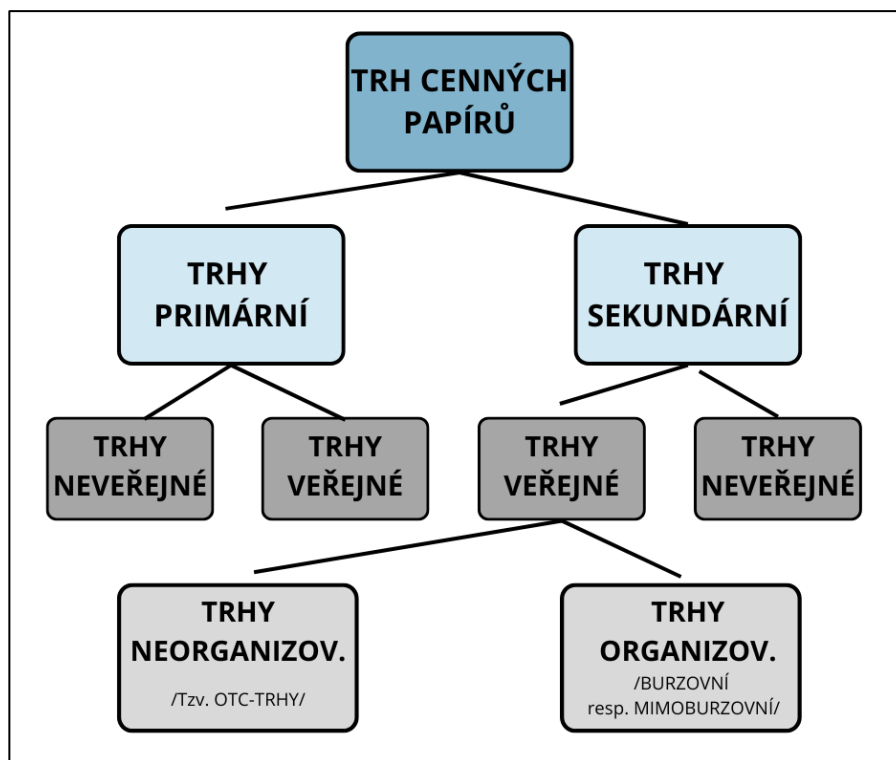 TRH CENNÝCH
PAPÍRŮ
TRHY
PRIMÁRNÍ
TRHY
SEKUNDÁRNÍ
TRHY
NEVEŘEJNÉ
TRHY
VEŘEJNÉ
TRHY
VEŘEJNÉ
TRHY
NEVEŘEJNÉ
TRHY
NEORGANIZOV.
/Tzv. OTC-TRHY/
TRHY
ORGANIZOV.
/BURZOVNÍ
resp. MIMOBURZOVNÍ/